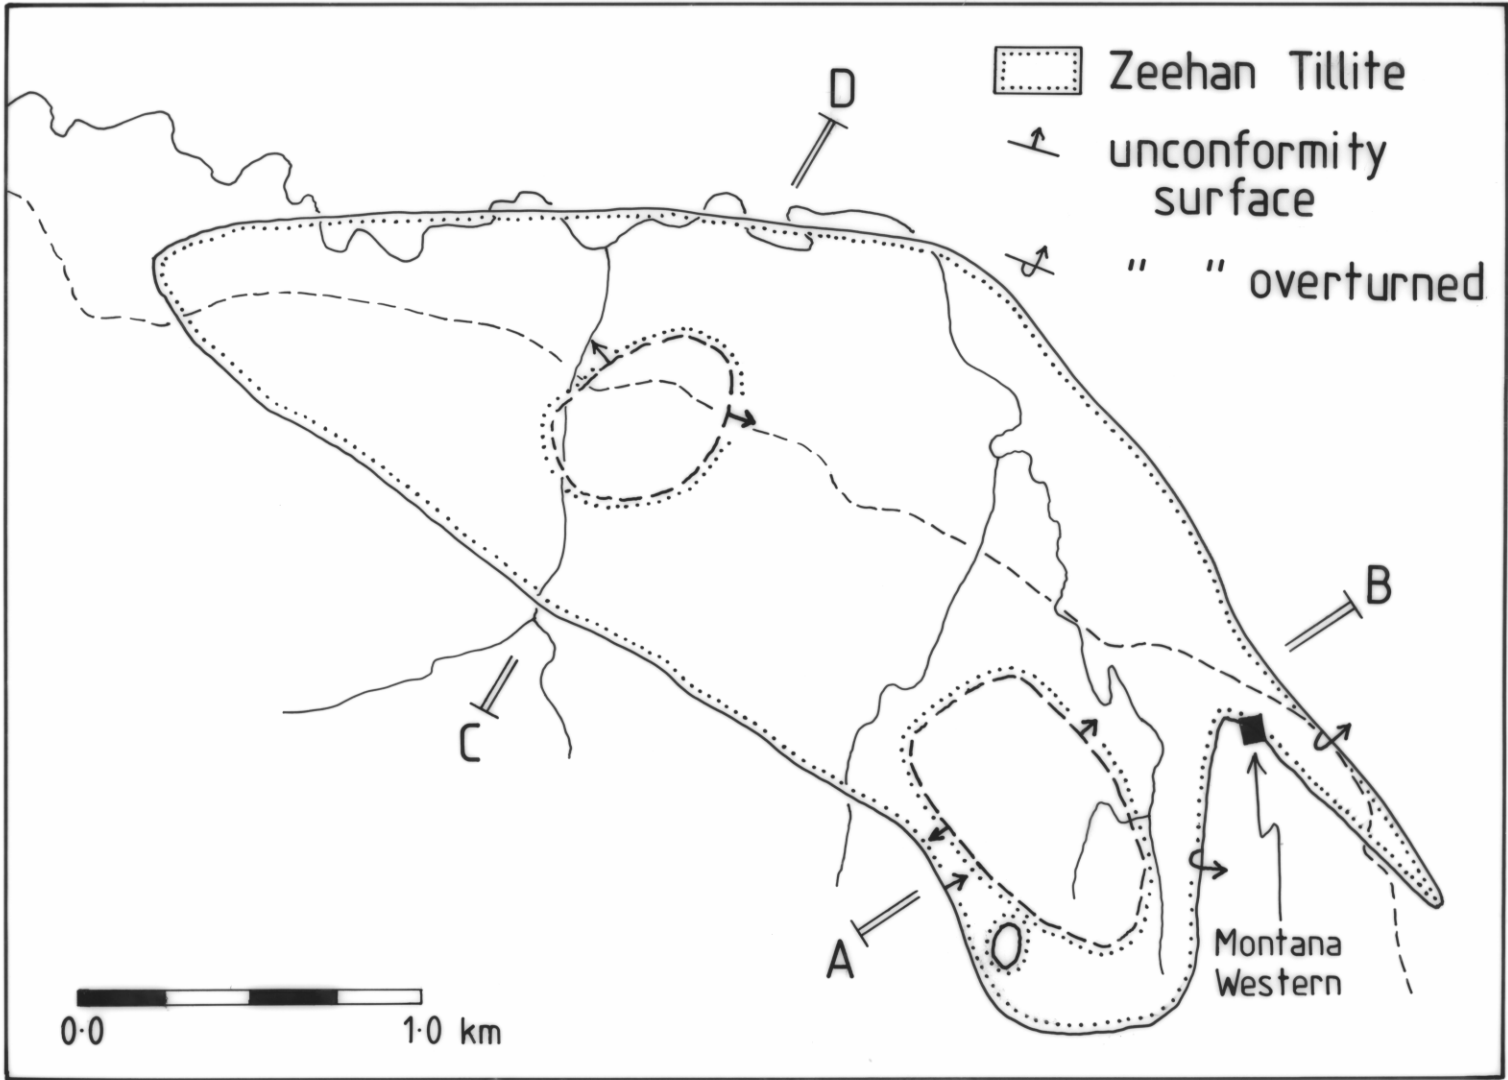 D
Zeehan Tillite
unconformity
surface
" " overturned
B
C
A
Montana
Western
0·0 1·0 km